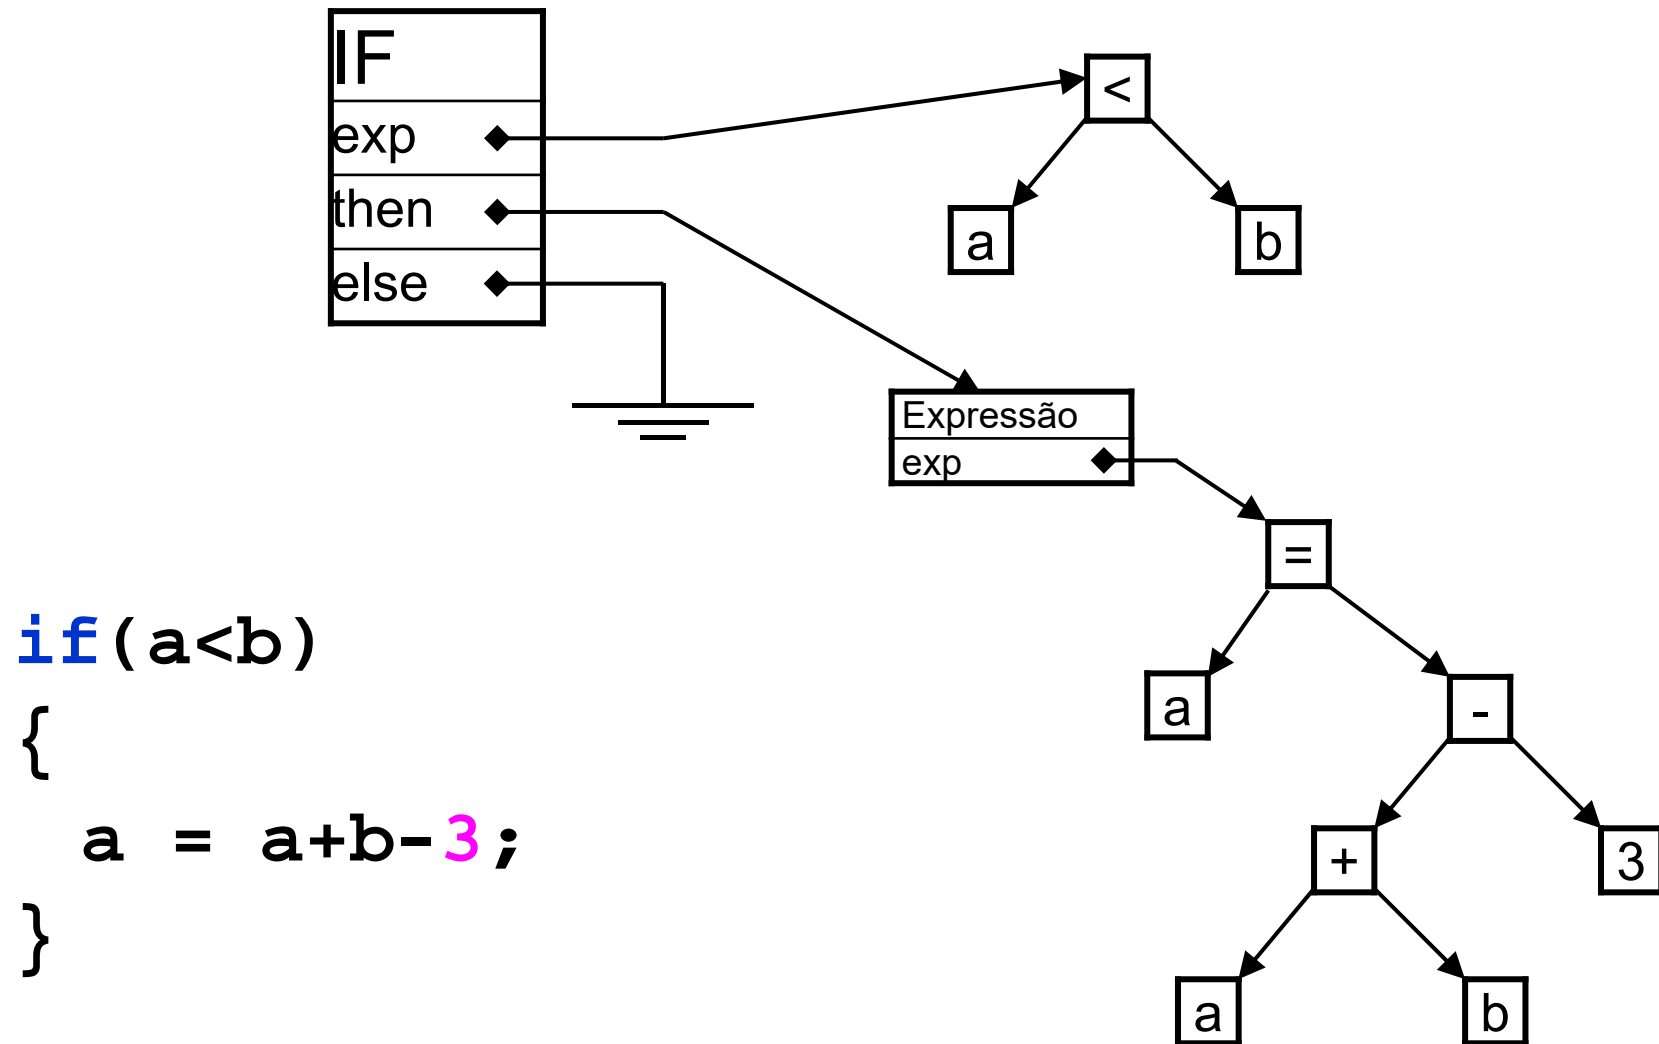 IF
exp
then
else
<
a b
Expressão
exp
=
a -
+ 3
a b
if(a<b)
{
a = a+b-3;
}